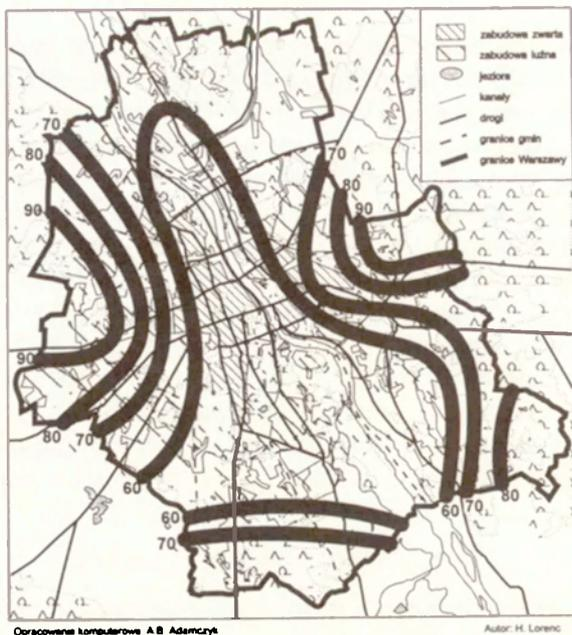 zabudowa zwarta
zabudowa luźna
jeziora
kanały
drogi
granice gmin
granice Warszawy
70
80
90
70
80
90
90
80
70
60
60
70
60
70
80
Opracowanie komputerowe A.B. Adamczyk
Autor: H. Lorenc